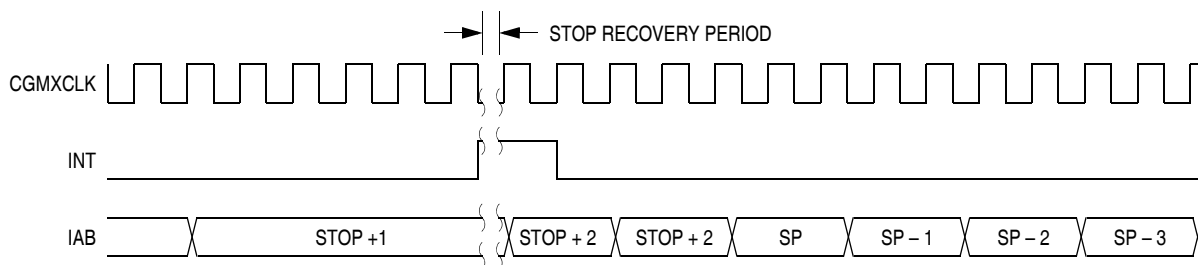 STOP RECOVERY PERIOD
CGMXCLK
INT
IAB STOP +1 STOP + 2 STOP + 2 SP SP – 1 SP – 2 SP – 3